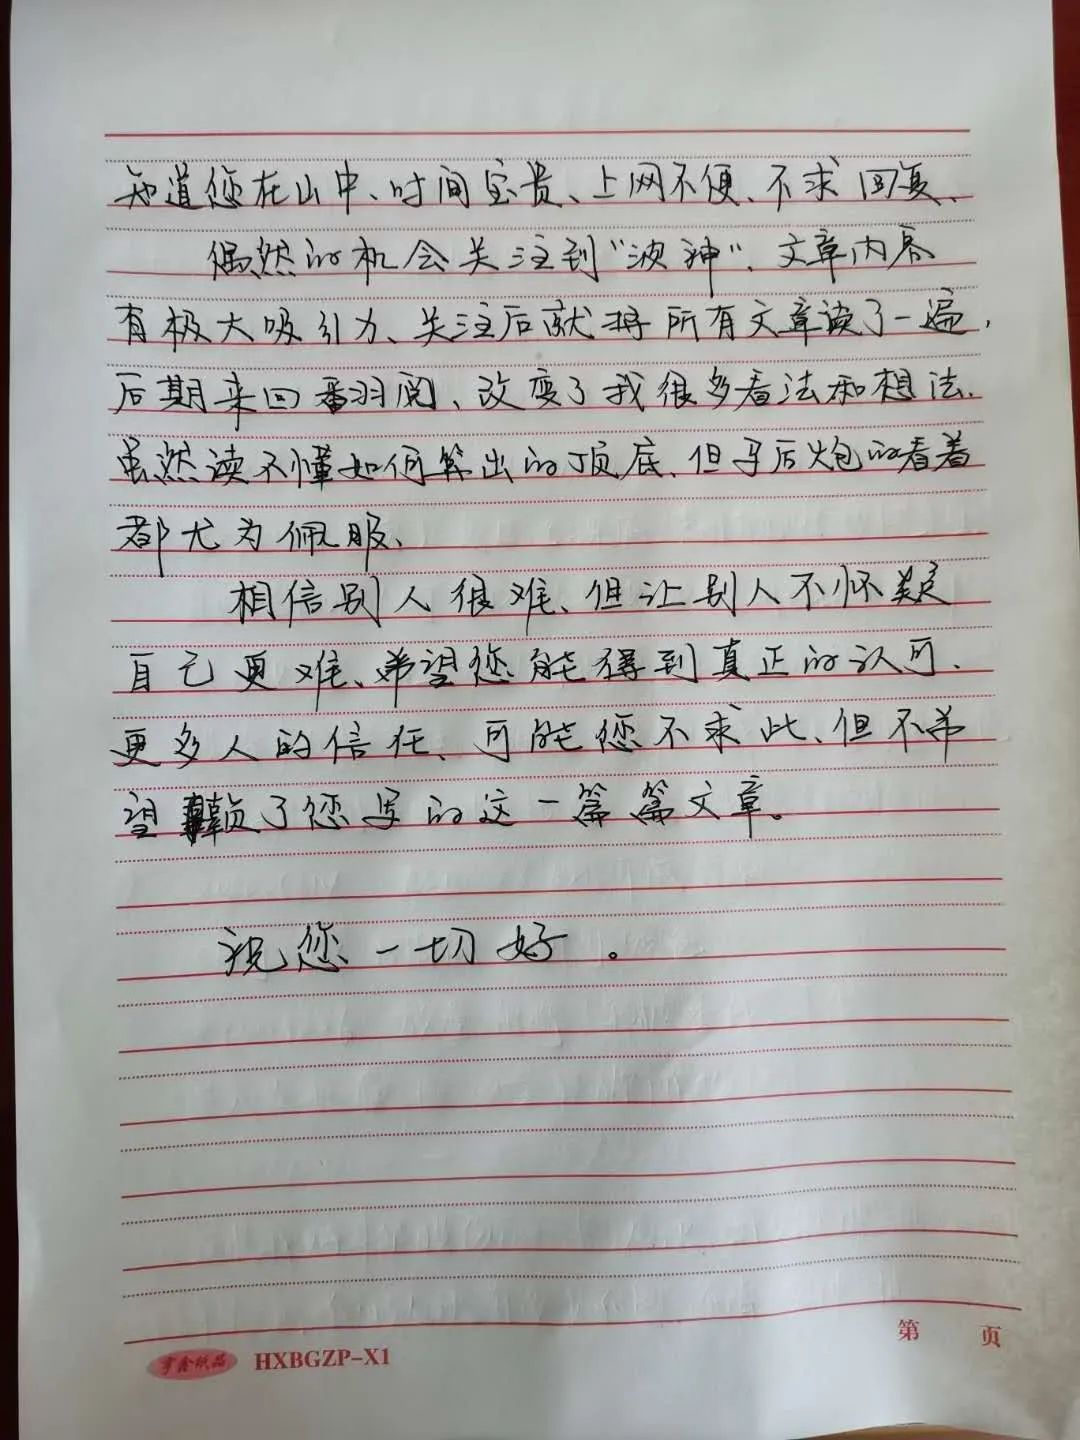 知道您在山中、时间宝贵、上网不便、不求回复、
偶然的机会关注到“波神”、文章内容
有极大吸引力、关注后就将所有文章读了一遍,
后期来回翻阅、改变了我很多看法和想法.
虽然读不懂如何算出的顶底、但马后炮的看着
都尤为佩服、
相信别人很难、但让别人不怀疑
自己更难、希望您能得到真正的认可、
更多人的信任、可能您不求此、但不希
望 了您写的这一篇篇文章。
祝您一切好。
第 页
亨鑫纸品 HXBGZP-X1